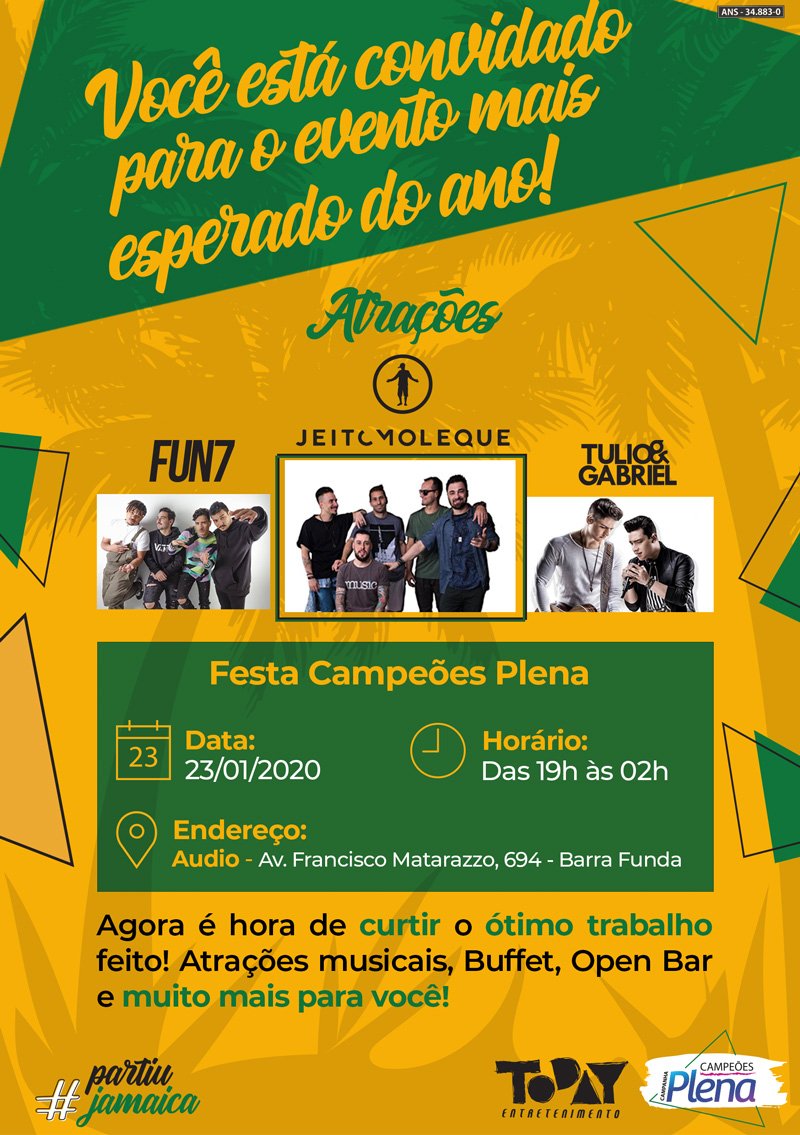 ANS - 34.883-0
Você está convidado
para o evento mais
esperado do ano!
Atrações
JEITOMOLEQUE
FUN7
TULIO&
GABRIEL
MUSIC
Festa Campeões Plena
23
Data:
23/01/2020
Horário:
Das 19h às 02h
Endereço:
Audio - Av. Francisco Matarazzo, 694 - Barra Funda
Agora é hora de curtir o ótimo trabalho
feito! Atrações musicais, Buffet, Open Bar
e muito mais para você!
#partiu
jamaica
TODAY
ENTRETENIMENTO
CAMPANHA
CAMPEÕES
Plena